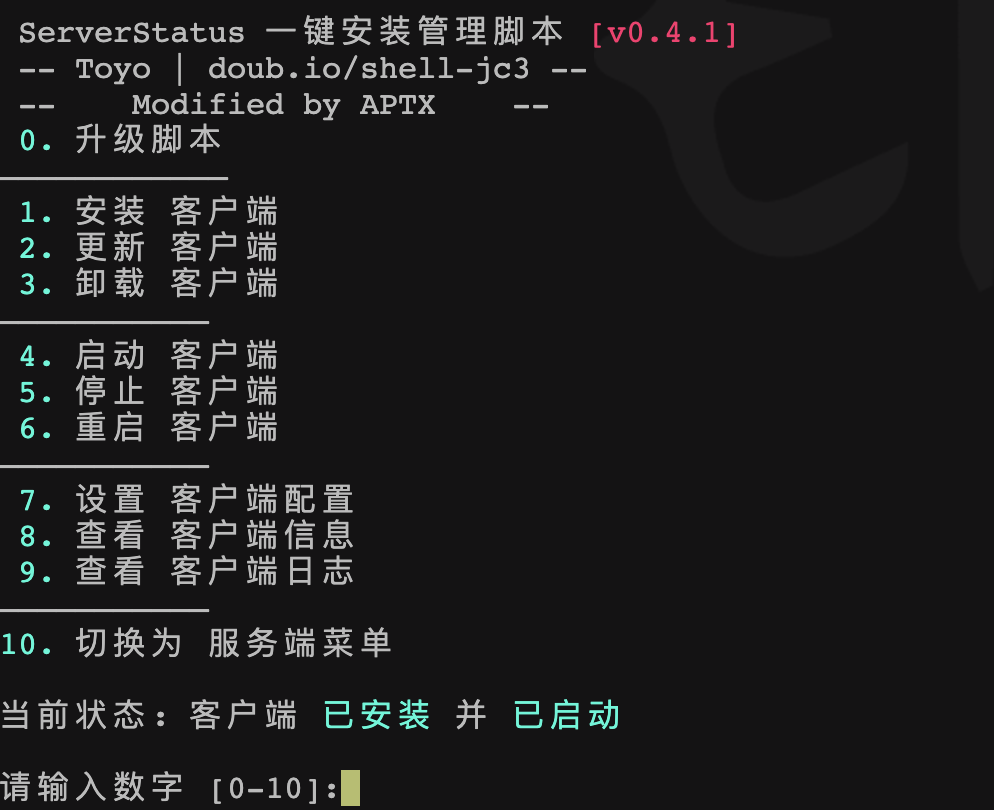 ServerStatus 一键安装管理脚本 [v0.4.1]
-- Toyo | doub.io/shell-jc3 --
--    Modified by APTX    --
0. 升级脚本
————————————
1. 安装 客户端
2. 更新 客户端
3. 卸载 客户端
———————————
4. 启动 客户端
5. 停止 客户端
6. 重启 客户端
———————————
7. 设置 客户端配置
8. 查看 客户端信息
9. 查看 客户端日志
———————————
10. 切换为 服务端菜单
当前状态: 客户端 已安装 并 已启动
请输入数字 [0-10]: